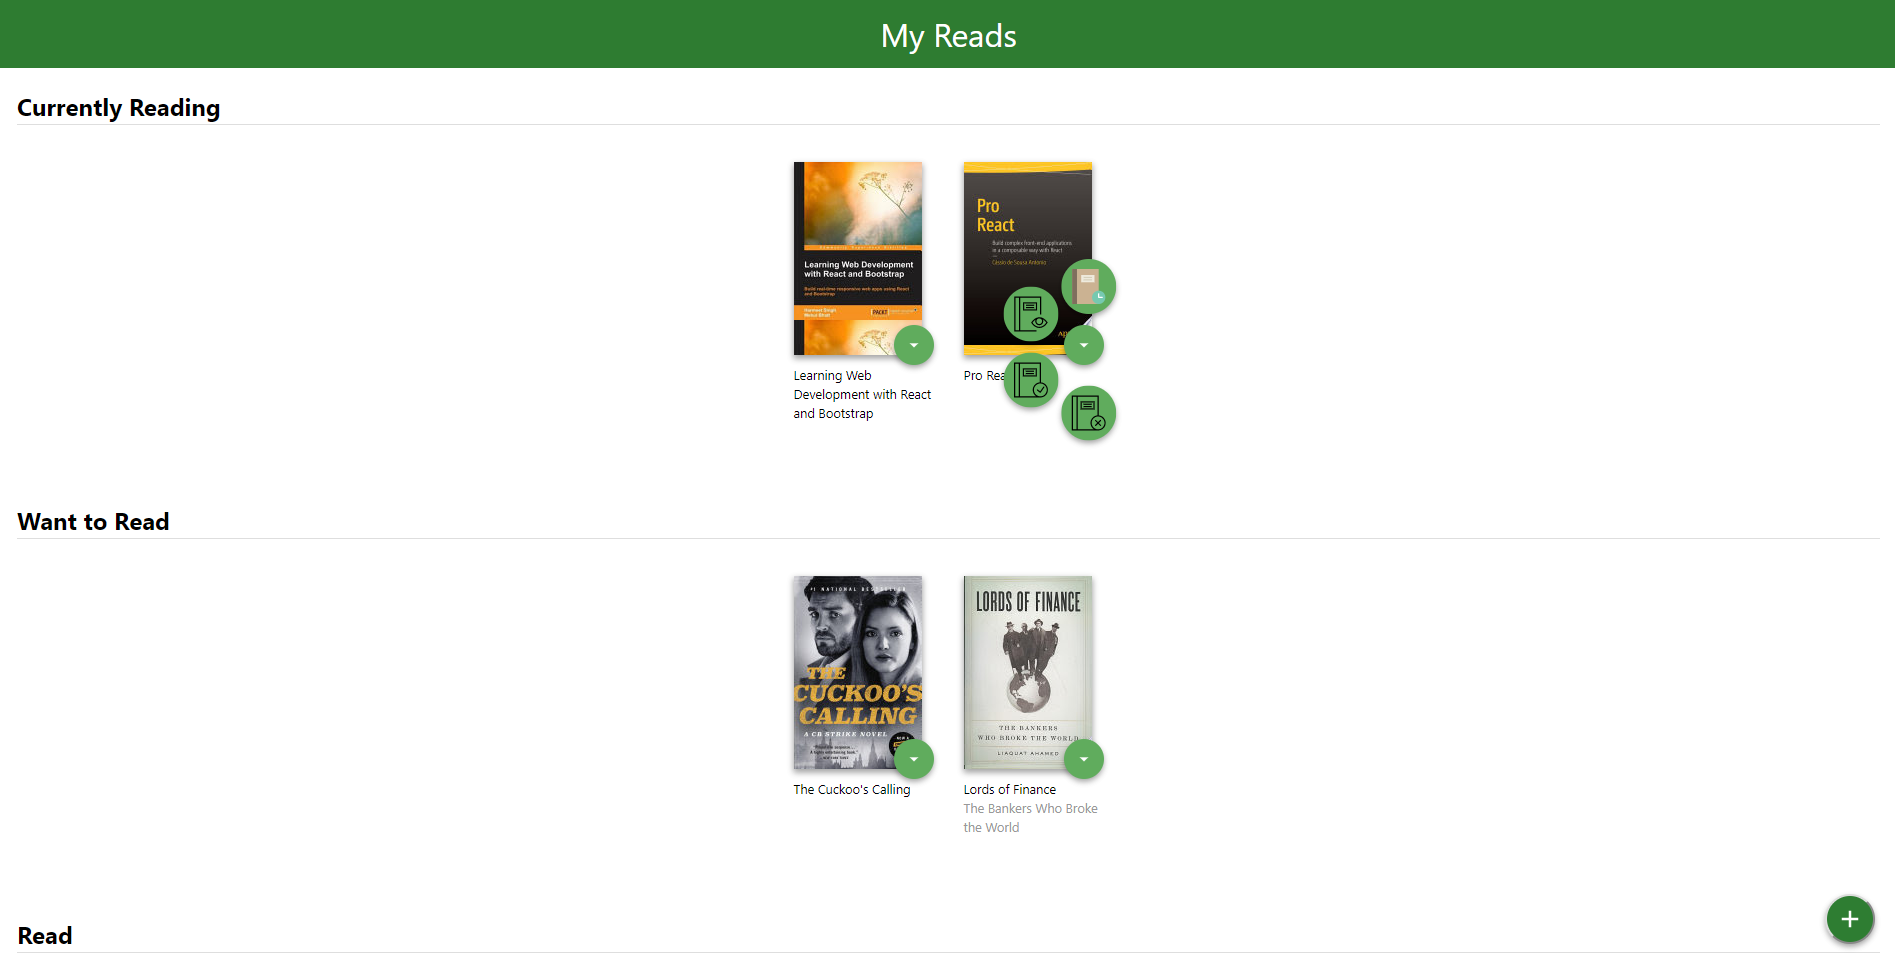 My Reads
Currently Reading
Learning Web Development
with React and Bootstrap
Build real-time responsive web apps using React
and Bootstrap
PACKT
Learning Web
Development with React
and Bootstrap
Pro
React
Build complex front-end applications
in a composable way with React
Cássio de Sousa Antonio
Pro Rea
Want to Read
#1 NATIONAL BESTSELLER
THE
CUCKOO'S
CALLING
A CB STRIKE NOVEL
The Cuckoo's Calling
LORDS OF FINANCE
THE BANKERS
WHO BROKE THE WORLD
LIAQUAT AHAMED
Lords of Finance
The Bankers Who Broke
the World
Read